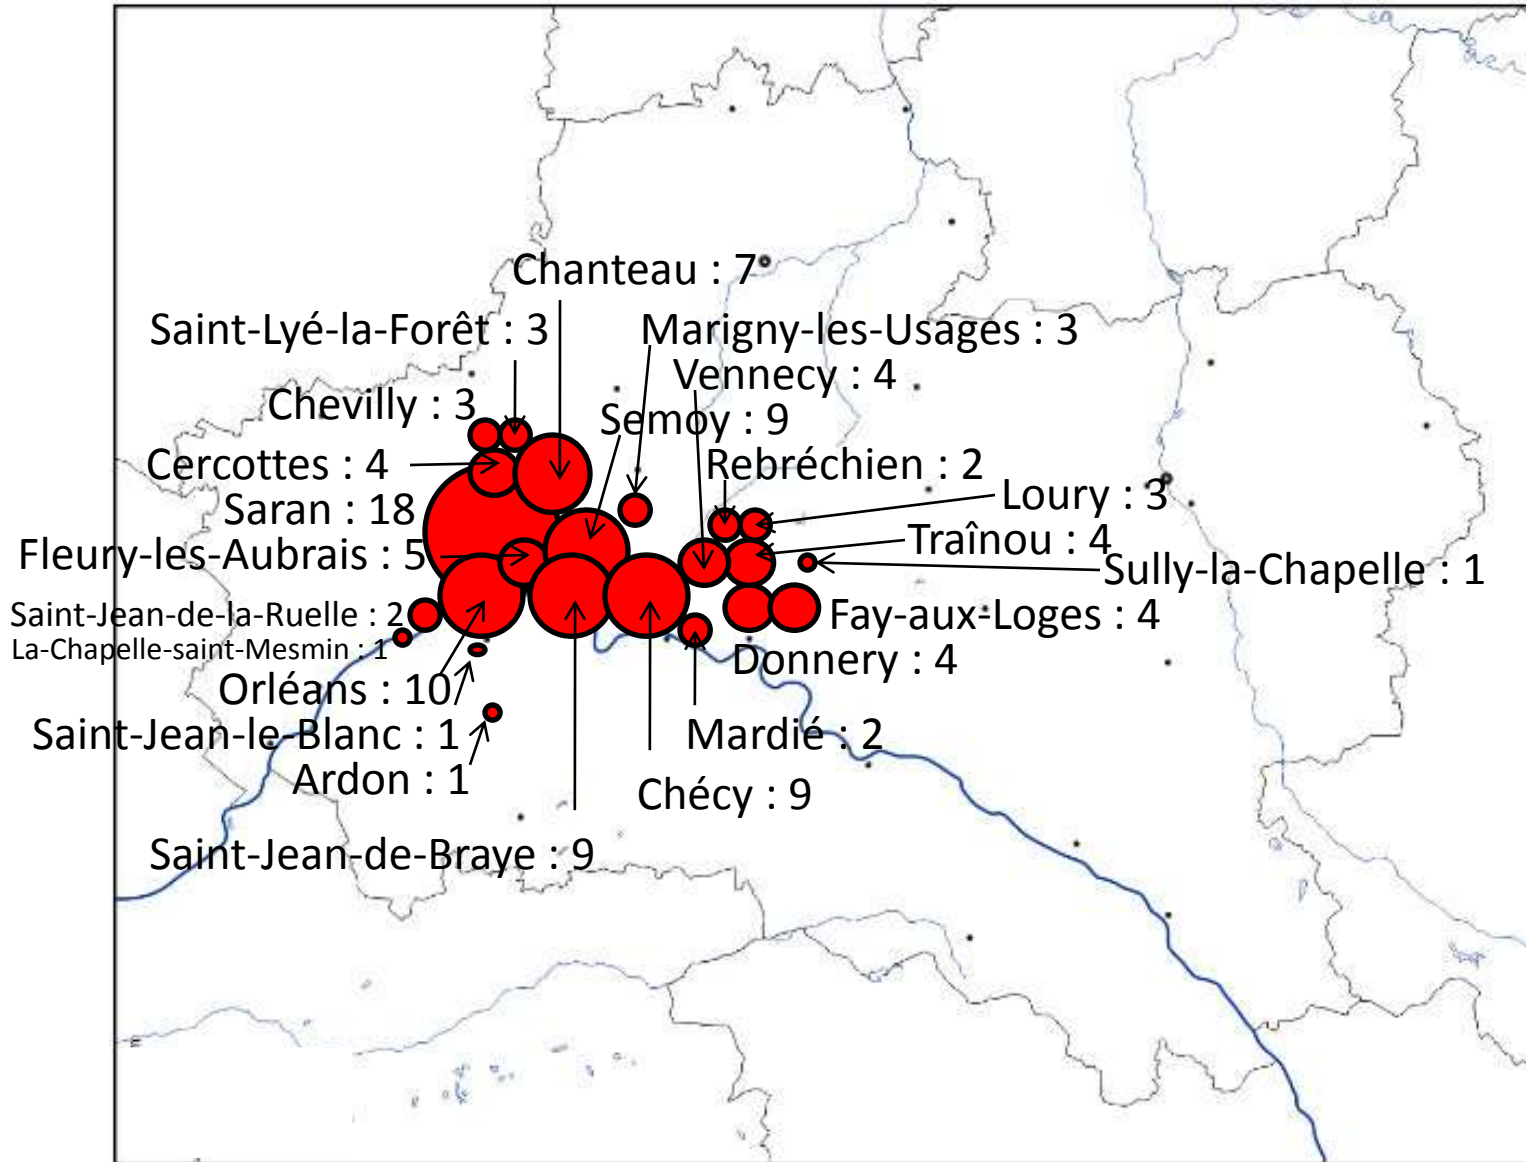 Chanteau : 7
Saint-Lyé-la-Forêt : 3
Marigny-les-Usages : 3
Vennecy : 4
Chevilly : 3
Semoy : 9
Cercottes : 4
Rebréchien : 2
Loury : 3
Saran : 18
Traînou : 4
Fleury-les-Aubrais : 5
Sully-la-Chapelle : 1
Saint-Jean-de-la-Ruelle : 2
Fay-aux-Loges : 4
La-Chapelle-saint-Mesmin : 1
Donnery : 4
Orléans : 10
Saint-Jean-le-Blanc : 1
Mardié : 2
Ardon : 1
Chécy : 9
Saint-Jean-de-Braye : 9